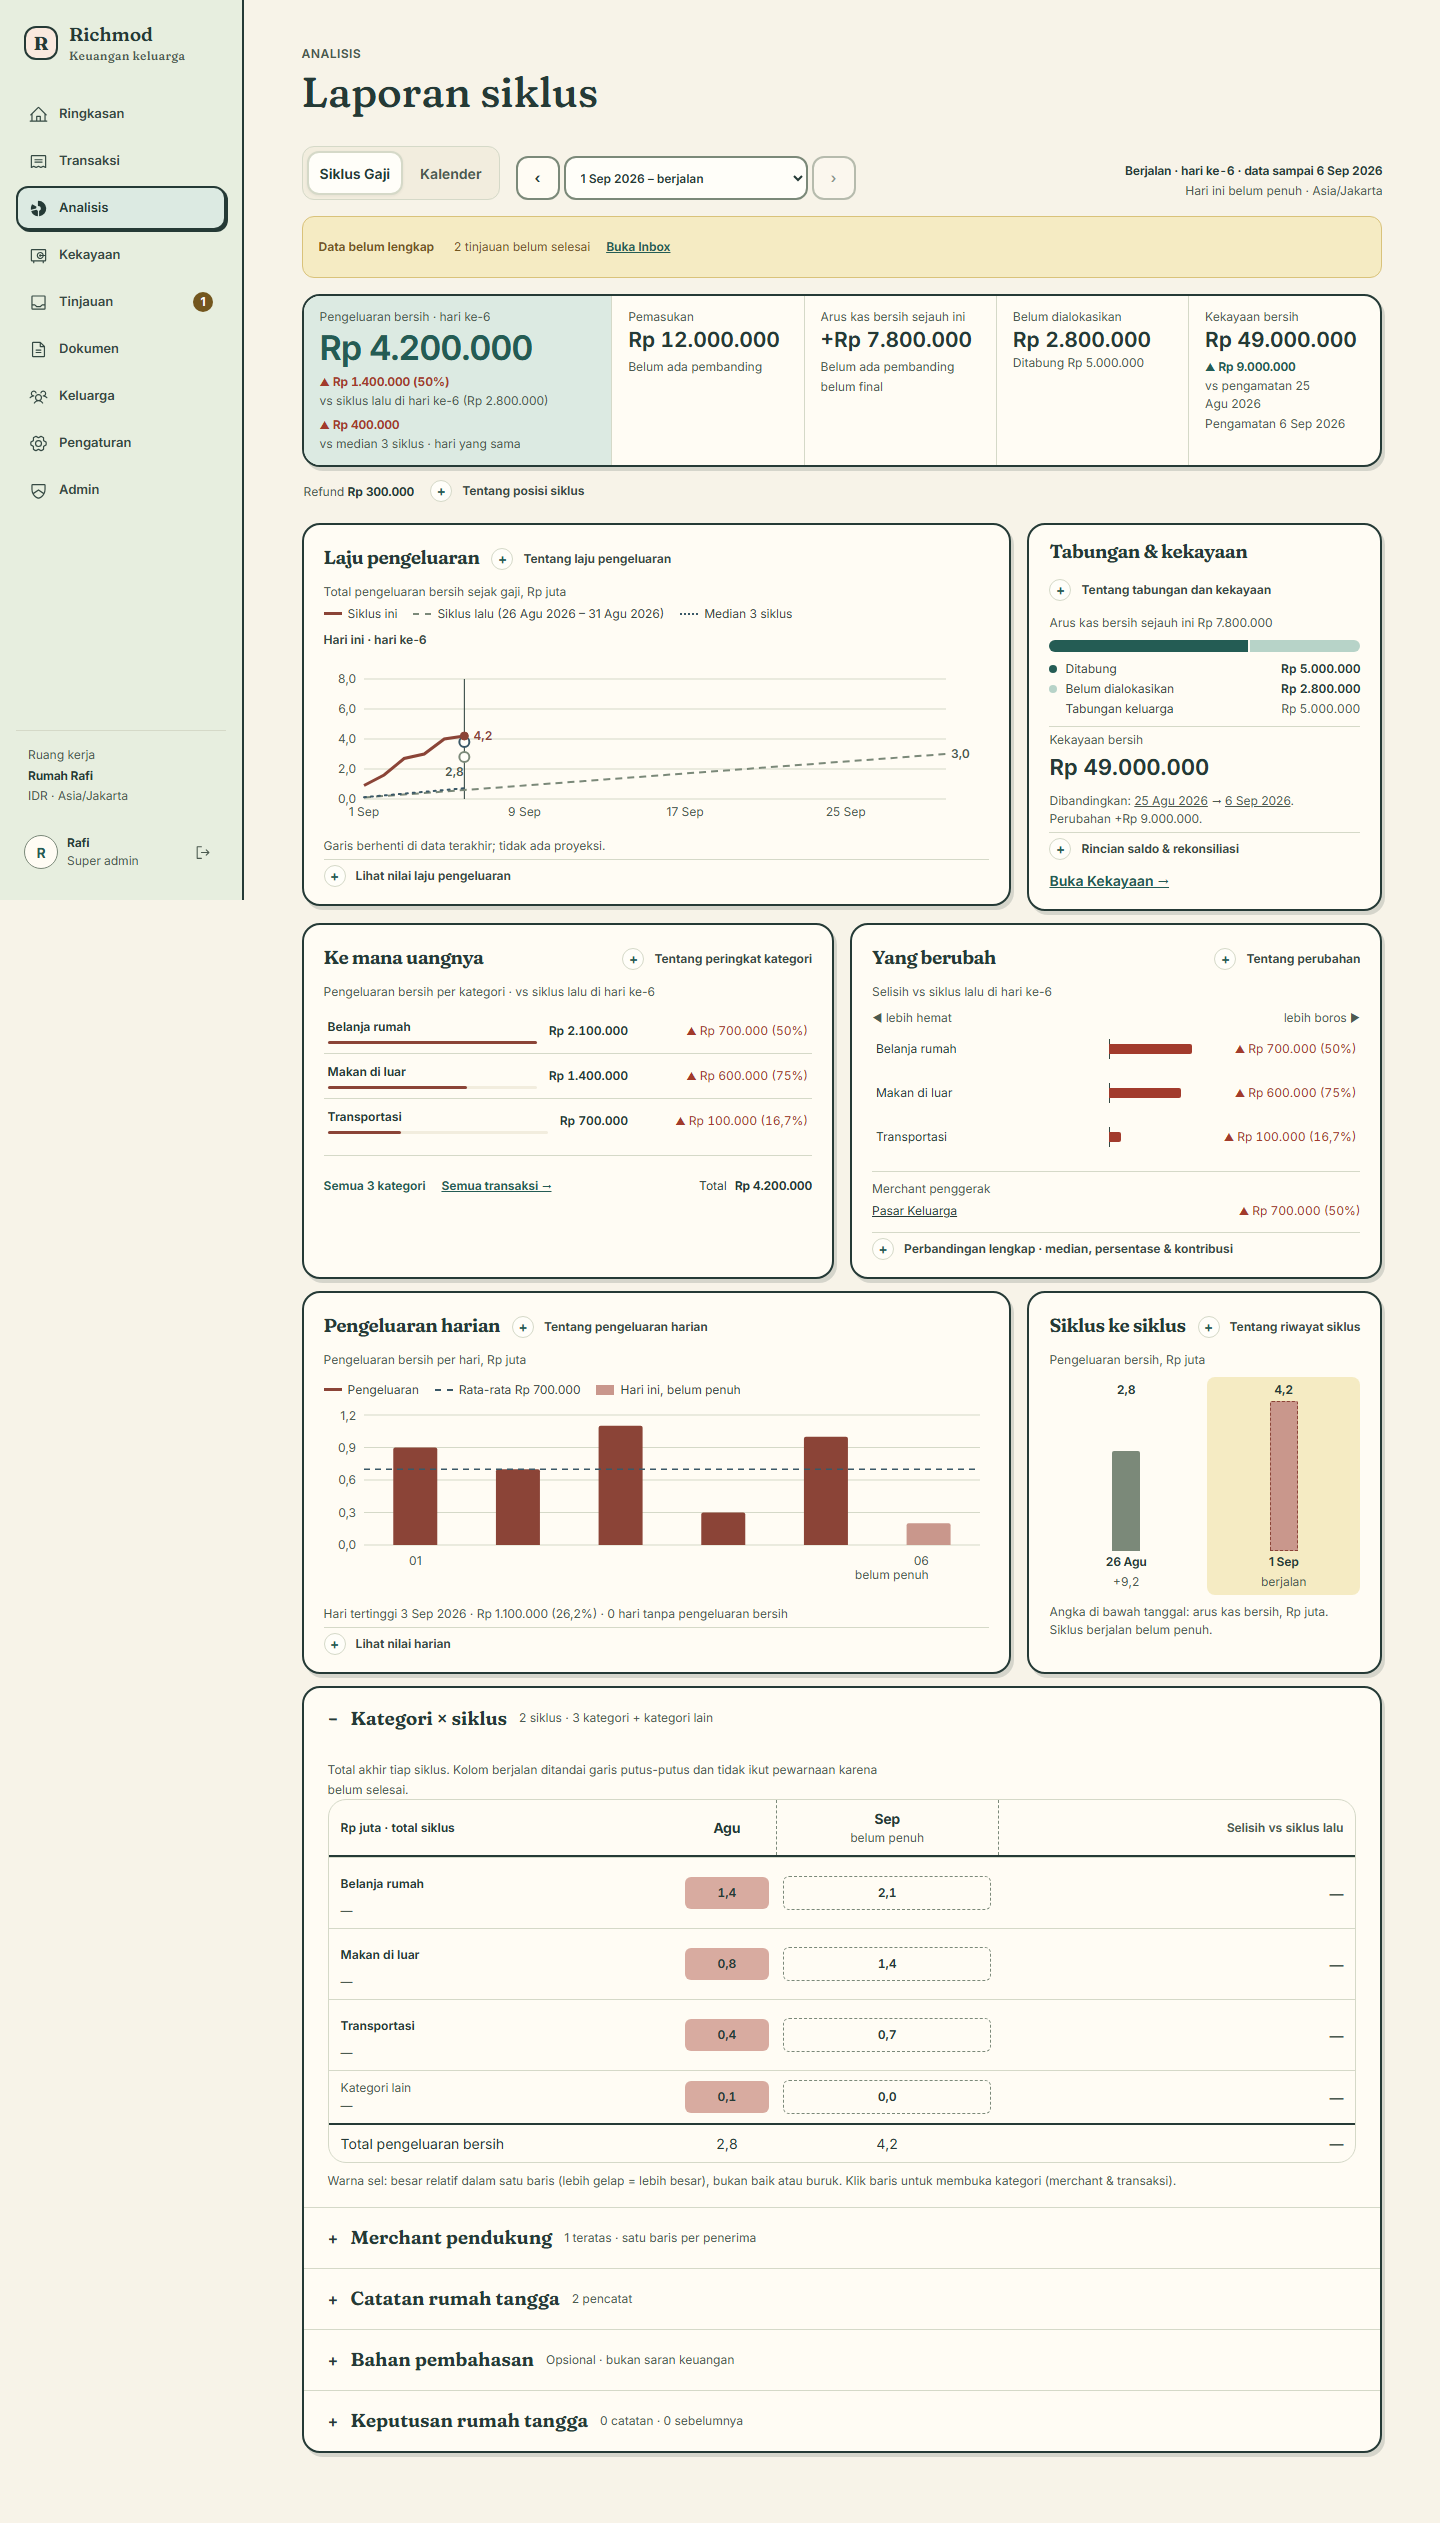 R
Richmod
Keuangan keluarga
Ringkasan
Transaksi
Analisis
Kekayaan
Tinjauan
1
Dokumen
Keluarga
Pengaturan
Admin
Ruang kerja
Rumah Rafi
IDR · Asia/Jakarta
R
Rafi
Super admin
ANALISIS
Laporan siklus
Siklus Gaji
Kalender
‹
1 Sep 2026 – berjalan
›
Berjalan · hari ke-6 · data sampai 6 Sep 2026
Hari ini belum penuh · Asia/Jakarta
Data belum lengkap 2 tinjauan belum selesai Buka Inbox
Pengeluaran bersih · hari ke-6
Rp 4.200.000
▲ Rp 1.400.000 (50%)
vs siklus lalu di hari ke-6 (Rp 2.800.000)
▲ Rp 400.000
vs median 3 siklus · hari yang sama
Pemasukan
Rp 12.000.000
Belum ada pembanding
Arus kas bersih sejauh ini
+Rp 7.800.000
Belum ada pembanding
belum final
Belum dialokasikan
Rp 2.800.000
Ditabung Rp 5.000.000
Kekayaan bersih
Rp 49.000.000
▲ Rp 9.000.000
vs pengamatan 25
Agu 2026
Pengamatan 6 Sep 2026
Refund Rp 300.000 + Tentang posisi siklus
Laju pengeluaran + Tentang laju pengeluaran
Total pengeluaran bersih sejak gaji, Rp juta
Siklus ini Siklus lalu (26 Agu 2026 – 31 Agu 2026) Median 3 siklus
Hari ini · hari ke-6
8,0
6,0
4,0
2,0
0,0
4,2
2,8
3,0
1 Sep 9 Sep 17 Sep 25 Sep
Garis berhenti di data terakhir; tidak ada proyeksi.
+ Lihat nilai laju pengeluaran
Tabungan & kekayaan
+ Tentang tabungan dan kekayaan
Arus kas bersih sejauh ini Rp 7.800.000
Ditabung Rp 5.000.000
Belum dialokasikan Rp 2.800.000
Tabungan keluarga Rp 5.000.000
Kekayaan bersih
Rp 49.000.000
Dibandingkan: 25 Agu 2026 → 6 Sep 2026.
Perubahan +Rp 9.000.000.
+ Rincian saldo & rekonsiliasi
Buka Kekayaan →
Ke mana uangnya + Tentang peringkat kategori
Pengeluaran bersih per kategori · vs siklus lalu di hari ke-6
Belanja rumah Rp 2.100.000 ▲ Rp 700.000 (50%)
Makan di luar Rp 1.400.000 ▲ Rp 600.000 (75%)
Transportasi Rp 700.000 ▲ Rp 100.000 (16,7%)
Semua 3 kategori Semua transaksi → Total Rp 4.200.000
Yang berubah + Tentang perubahan
Selisih vs siklus lalu di hari ke-6
◀ lebih hemat lebih boros ▶
Belanja rumah ▲ Rp 700.000 (50%)
Makan di luar ▲ Rp 600.000 (75%)
Transportasi ▲ Rp 100.000 (16,7%)
Merchant penggerak
Pasar Keluarga ▲ Rp 700.000 (50%)
+ Perbandingan lengkap · median, persentase & kontribusi
Pengeluaran harian + Tentang pengeluaran harian
Pengeluaran bersih per hari, Rp juta
Pengeluaran Rata-rata Rp 700.000 Hari ini, belum penuh
1,2
0,9
0,6
0,3
0,0
01 06
belum penuh
Hari tertinggi 3 Sep 2026 · Rp 1.100.000 (26,2%) · 0 hari tanpa pengeluaran bersih
+ Lihat nilai harian
Siklus ke siklus + Tentang riwayat siklus
Pengeluaran bersih, Rp juta
2,8 4,2
26 Agu 1 Sep
+9,2 berjalan
Angka di bawah tanggal: arus kas bersih, Rp juta.
Siklus berjalan belum penuh.
− Kategori × siklus 2 siklus · 3 kategori + kategori lain
Total akhir tiap siklus. Kolom berjalan ditandai garis putus-putus dan tidak ikut pewarnaan karena
belum selesai.
Rp juta · total siklus Agu Sep Selisih vs siklus lalu
belum penuh
Belanja rumah 1,4 2,1 —
—
Makan di luar 0,8 1,4 —
—
Transportasi 0,4 0,7 —
—
Kategori lain 0,1 0,0 —
—
Total pengeluaran bersih 2,8 4,2 —
Warna sel: besar relatif dalam satu baris (lebih gelap = lebih besar), bukan baik atau buruk. Klik baris untuk membuka kategori (merchant & transaksi).
+ Merchant pendukung 1 teratas · satu baris per penerima
+ Catatan rumah tangga 2 pencatat
+ Bahan pembahasan Opsional · bukan saran keuangan
+ Keputusan rumah tangga 0 catatan · 0 sebelumnya